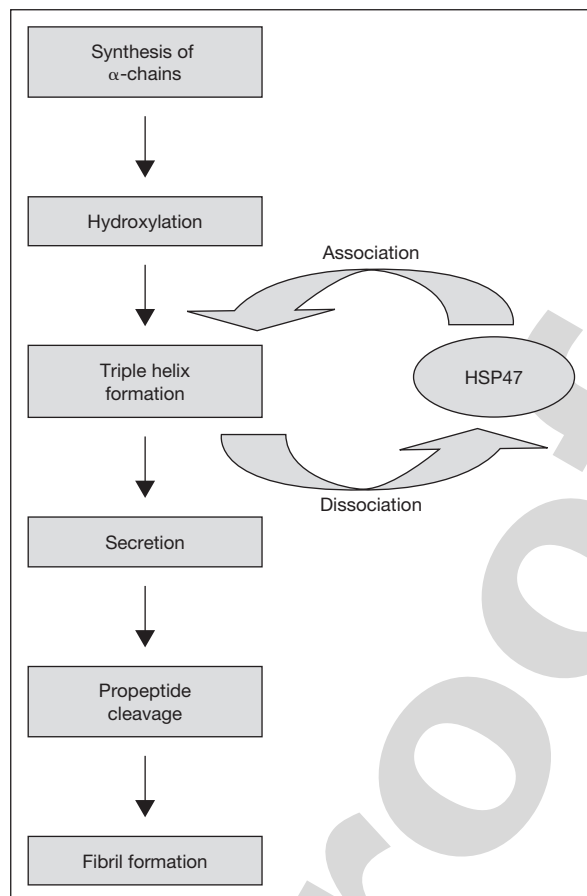 Synthesis of
α-chains
Hydroxylation
Association
Triple helix
formation
HSP47
Dissociation
Secretion
Propeptide
cleavage
Fibril formation